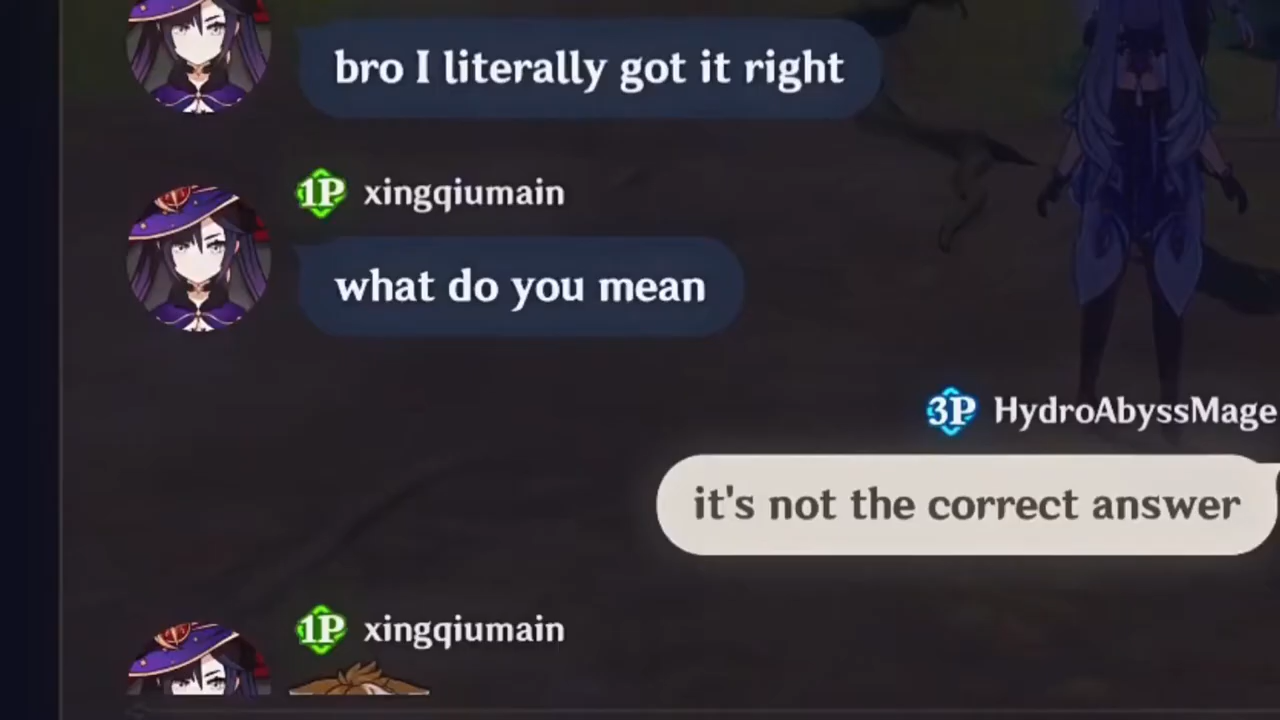 bro I literally got it right
1P xingqiumain
what do you mean
3P HydroAbyssMage
it's not the correct answer
1P xingqiumain